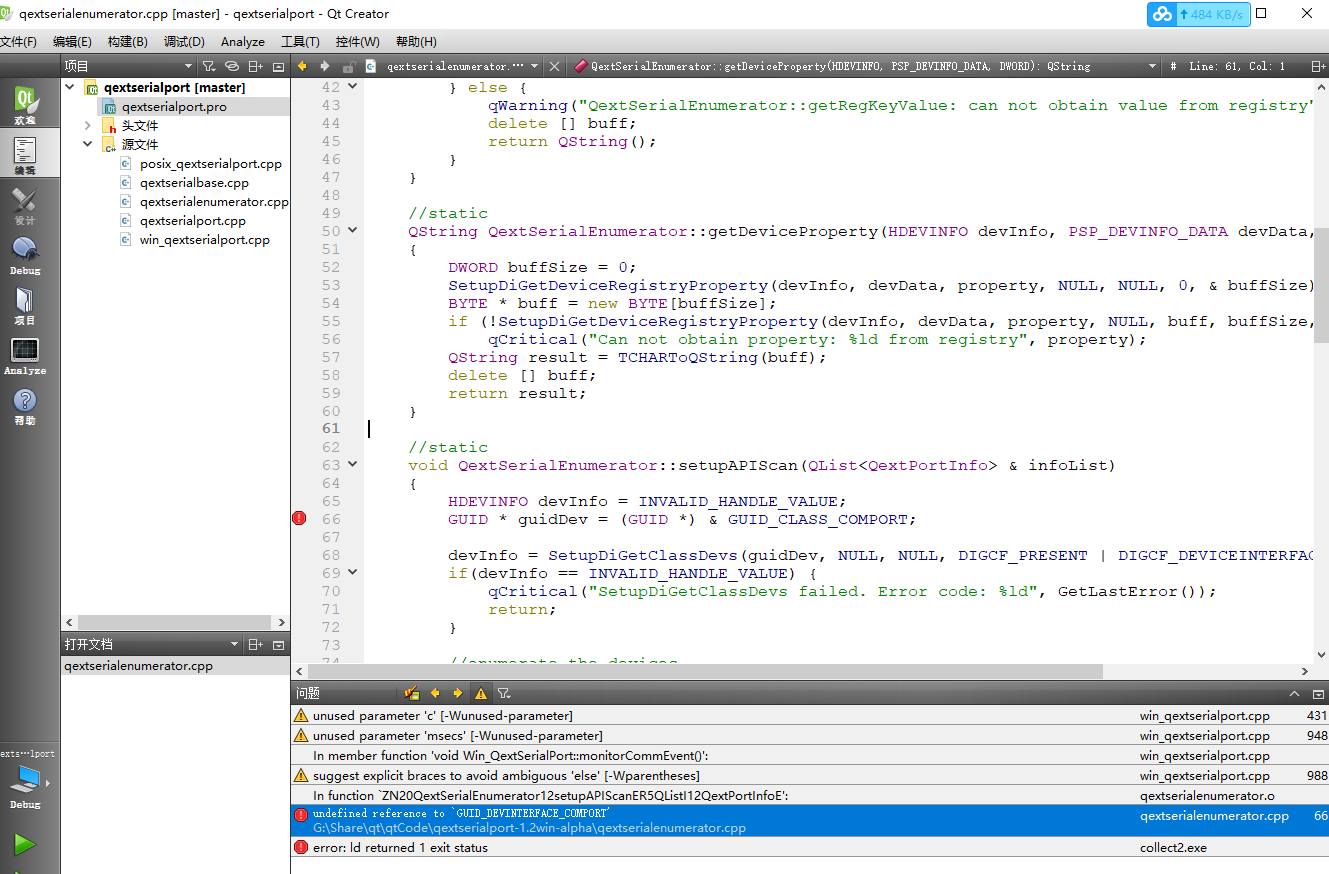 qextserialenumerator.cpp [master] - qextserialport - Qt Creator
484 KB/s
文件(F) 编辑(E) 构建(B) 调试(D) Analyze 工具(T) 控件(W) 帮助(H)
项目
qextserialenumerator.··· QextSerialEnumerator::getDeviceProperty(HDEVINFO, PSP_DEVINFO_DATA, DWORD): QString # Line: 61, Col: 1
欢迎
编辑
设计
Debug
项目
Analyze
帮助
exts···lport
Debug
qextserialport [master]
qextserialport.pro
头文件
源文件
posix_qextserialport.cpp
qextserialbase.cpp
qextserialenumerator.cpp
qextserialport.cpp
win_qextserialport.cpp
打开文档
qextserialenumerator.cpp
42 } else {
43 qWarning("QextSerialEnumerator::getRegKeyValue: can not obtain value from registry"
44 delete [] buff;
45 return QString();
46 }
47 }
48
49 //static
50 QString QextSerialEnumerator::getDeviceProperty(HDEVINFO devInfo, PSP_DEVINFO_DATA devData,
51 {
52 DWORD buffSize = 0;
53 SetupDiGetDeviceRegistryProperty(devInfo, devData, property, NULL, NULL, 0, & buffSize)
54 BYTE * buff = new BYTE[buffSize];
55 if (!SetupDiGetDeviceRegistryProperty(devInfo, devData, property, NULL, buff, buffSize,
56 qCritical("Can not obtain property: %ld from registry", property);
57 QString result = TCHARToQString(buff);
58 delete [] buff;
59 return result;
60 }
61
62 //static
63 void QextSerialEnumerator::setupAPIScan(QList<QextPortInfo> & infoList)
64 {
65 HDEVINFO devInfo = INVALID_HANDLE_VALUE;
66 GUID * guidDev = (GUID *) & GUID_CLASS_COMPORT;
67
68 devInfo = SetupDiGetClassDevs(guidDev, NULL, NULL, DIGCF_PRESENT | DIGCF_DEVICEINTERFAC
69 if(devInfo == INVALID_HANDLE_VALUE) {
70 qCritical("SetupDiGetClassDevs failed. Error code: %ld", GetLastError());
71 return;
72 }
73
74 //enumerate the devices
问题
unused parameter 'c' [-Wunused-parameter] win_qextserialport.cpp 431
unused parameter 'msecs' [-Wunused-parameter] win_qextserialport.cpp 948
In member function 'void Win_QextSerialPort::monitorCommEvent()': win_qextserialport.cpp
suggest explicit braces to avoid ambiguous 'else' [-Wparentheses] win_qextserialport.cpp 988
In function `ZN20QextSerialEnumerator12setupAPIScanER5QListI12QextPortInfoE': qextserialenumerator.o
undefined reference to `GUID_DEVINTERFACE_COMPORT' qextserialenumerator.cpp 66
G:\Share\qt\qtCode\qextserialport-1.2win-alpha\qextserialenumerator.cpp
error: ld returned 1 exit status collect2.exe